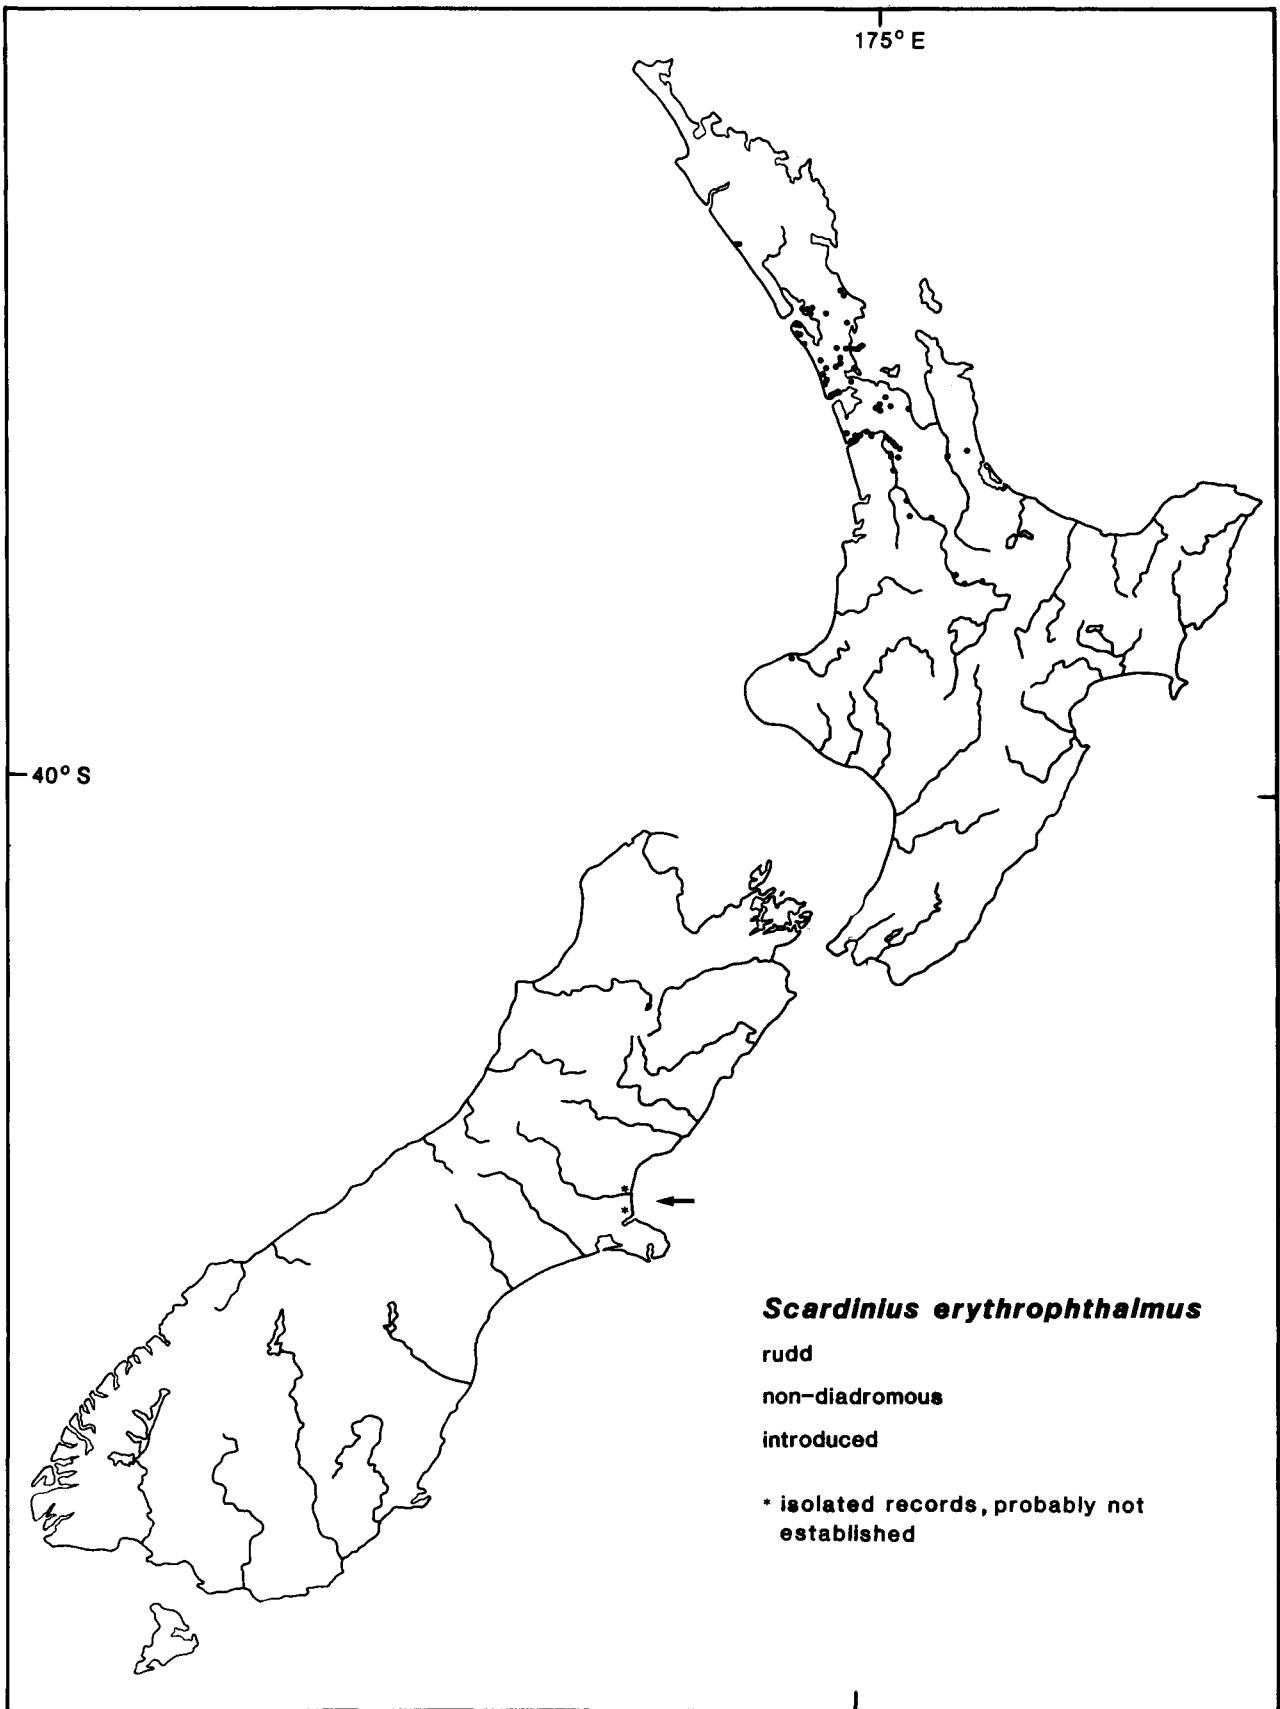 175° E
40° S
Scardinius erythrophthalmus
rudd
non-diadromous
introduced
* isolated records, probably not
established